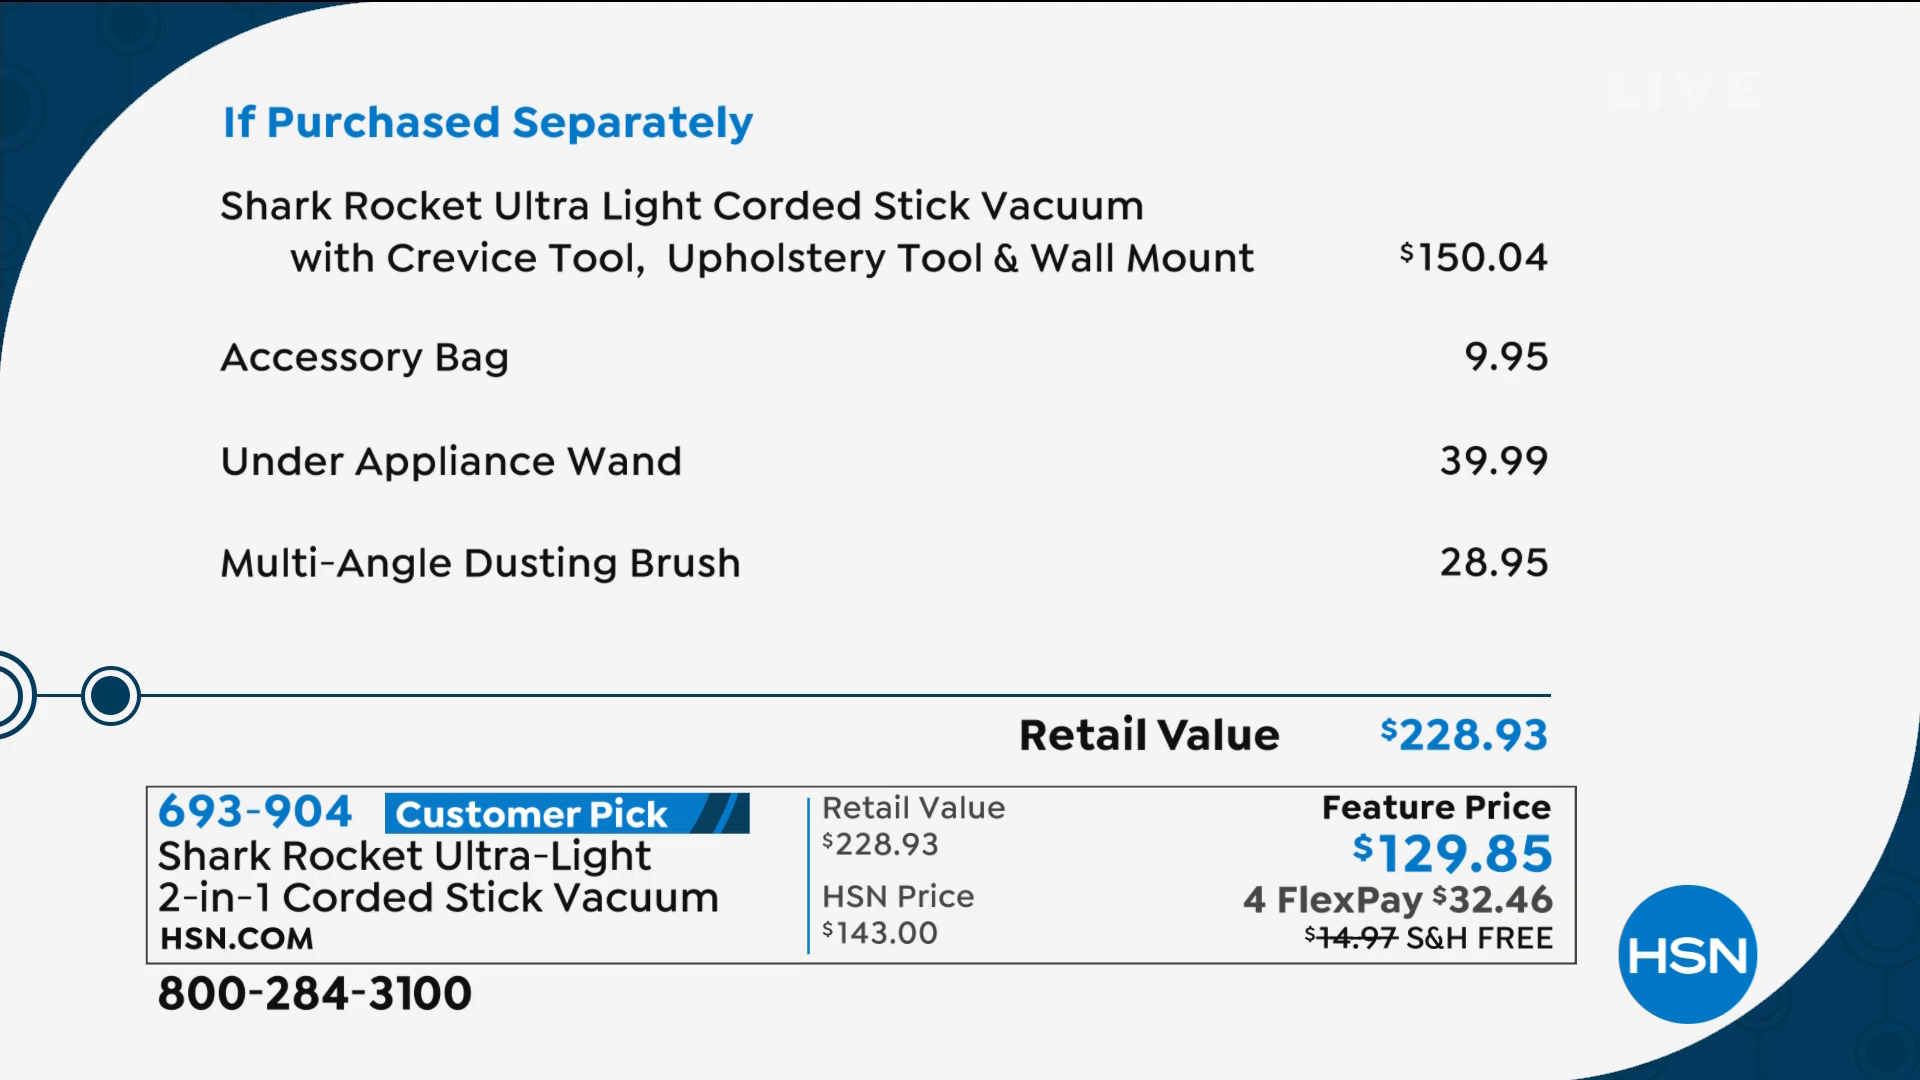 LIVE
If Purchased Separately
Shark Rocket Ultra Light Corded Stick Vacuum
with Crevice Tool, Upholstery Tool & Wall Mount $150.04
Accessory Bag 9.95
Under Appliance Wand 39.99
Multi-Angle Dusting Brush 28.95
Retail Value $228.93
693-904 Customer Pick
Shark Rocket Ultra-Light
2-in-1 Corded Stick Vacuum
HSN.COM
Retail Value
$228.93
HSN Price
$143.00
Feature Price
$129.85
4 FlexPay $32.46
$14.97 S&H FREE
800-284-3100
HSN